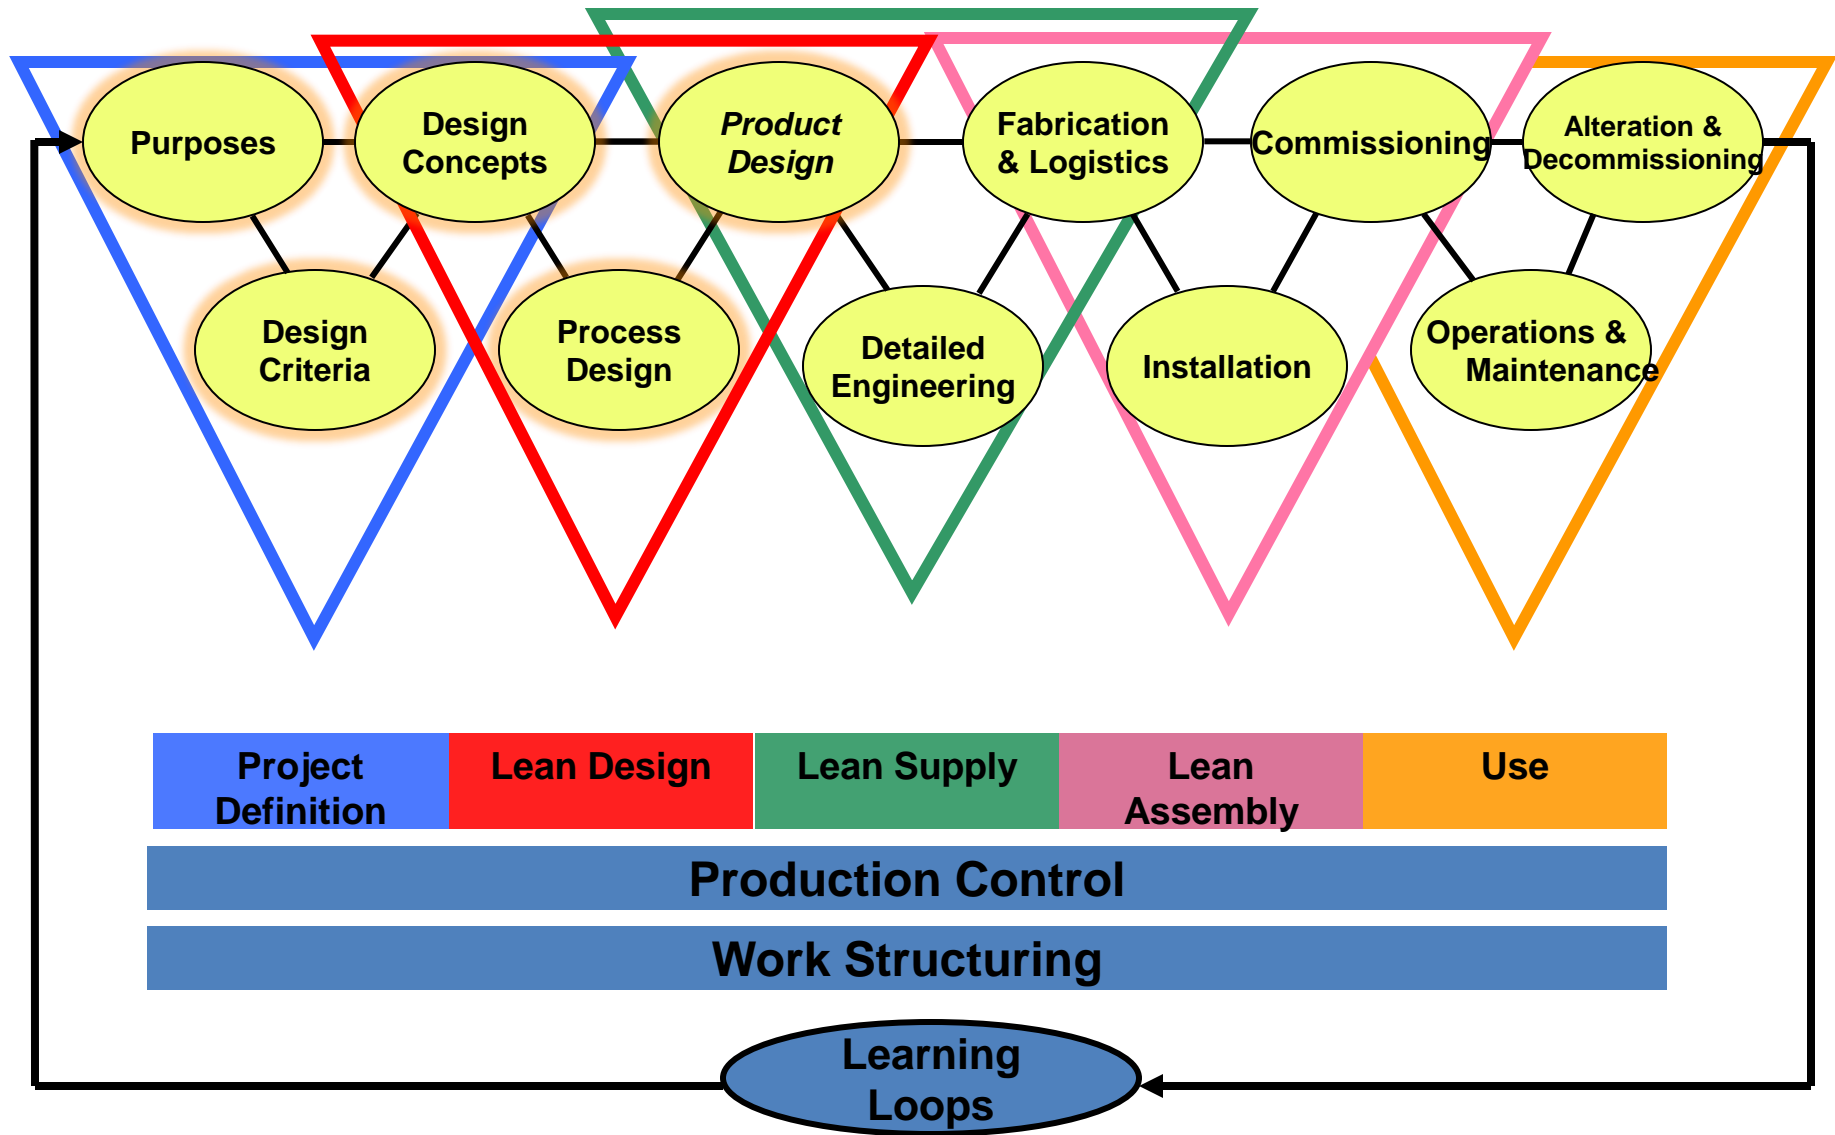 Purposes
Design
Concepts
Product
Design
Fabrication
& Logistics
Commissioning
Alteration &
Decommissioning
Design
Criteria
Process
Design
Detailed
Engineering
Installation
Operations &
Maintenance
Project
Definition
Lean Design
Lean Supply
Lean
Assembly
Use
Production Control
Work Structuring
Learning
Loops